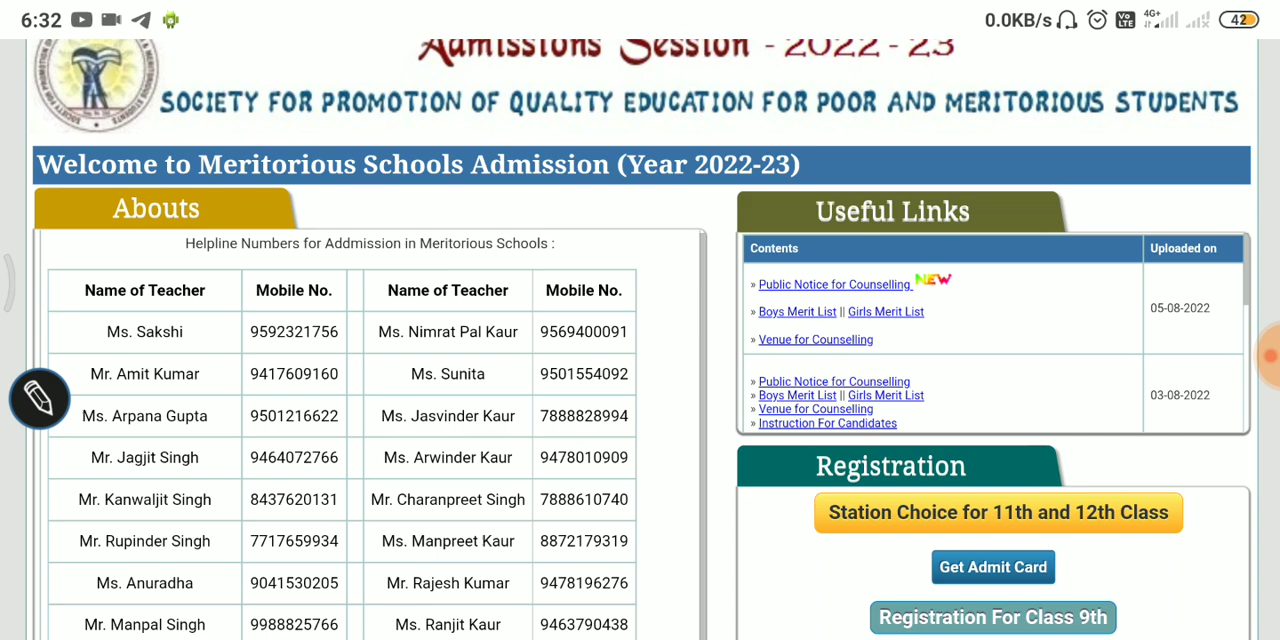 6:32
0.0KB/s
Vo LTE
4G+
42
Admissions Session - 2022 - 23
SOCIETY FOR PROMOTION OF QUALITY EDUCATION FOR POOR AND MERITORIOUS STUDENTS
Welcome to Meritorious Schools Admission (Year 2022-23)
Abouts
Helpline Numbers for Addmission in Meritorious Schools :
Name of Teacher Mobile No. Name of Teacher Mobile No.
Ms. Sakshi 9592321756 Ms. Nimrat Pal Kaur 9569400091
Mr. Amit Kumar 9417609160 Ms. Sunita 9501554092
Ms. Arpana Gupta 9501216622 Ms. Jasvinder Kaur 7888828994
Mr. Jagjit Singh 9464072766 Ms. Arwinder Kaur 9478010909
Mr. Kanwaljit Singh 8437620131 Mr. Charanpreet Singh 7888610740
Mr. Rupinder Singh 7717659934 Ms. Manpreet Kaur 8872179319
Ms. Anuradha 9041530205 Mr. Rajesh Kumar 9478196276
Mr. Manpal Singh 9988825766 Ms. Ranjit Kaur 9463790438
Useful Links
Contents Uploaded on
» Public Notice for Counselling NEW
» Boys Merit List || Girls Merit List
05-08-2022
» Venue for Counselling
» Public Notice for Counselling
» Boys Merit List || Girls Merit List
03-08-2022
» Venue for Counselling
» Instruction For Candidates
Registration
Station Choice for 11th and 12th Class
Get Admit Card
Registration For Class 9th